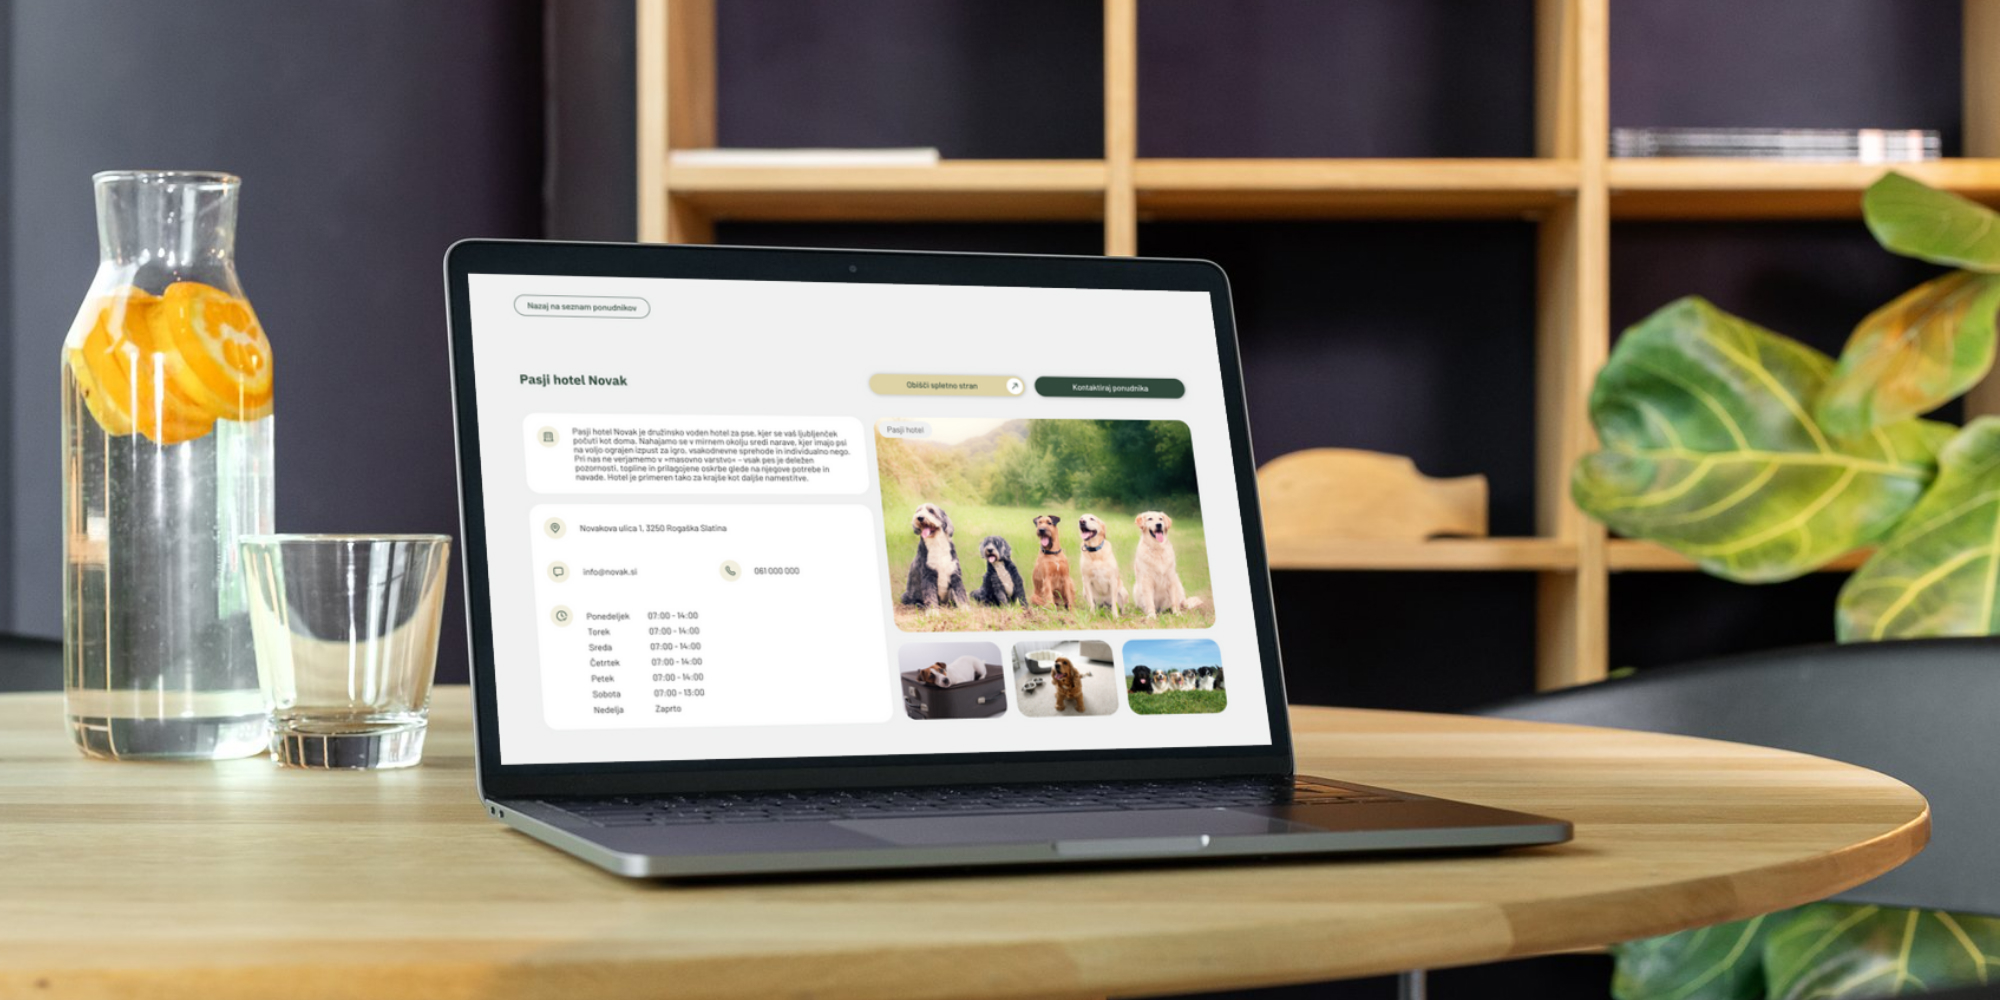 Nazaj na seznam ponudnikov
Pasji hotel Novak
Obišči spletno stran
Kontaktiraj ponudnika
Pasji hotel Novak je družinsko voden hotel za pse, kjer se vaš ljubljenček
počuti kot doma. Nahajamo se v mirnem okolju sredi narave, kjer imajo psi
na voljo ograjen izpust za igro, vsakodnevne sprehode in individualno nego.
Pri nas ne verjamemo v »masovno varstvo« – vsak pes je deležen
pozornosti, topline in prilagojene oskrbe glede na njegove potrebe in
navade. Hotel je primeren tako za krajše kot daljše namestitve.
Pasji hotel
Novakova ulica 1, 3250 Rogaška Slatina
info@novak.si
061 000 000
Ponedeljek 07:00 - 14:00
Torek 07:00 - 14:00
Sreda 07:00 - 14:00
Četrtek 07:00 - 14:00
Petek 07:00 - 14:00
Sobota 07:00 - 13:00
Nedelja Zaprto